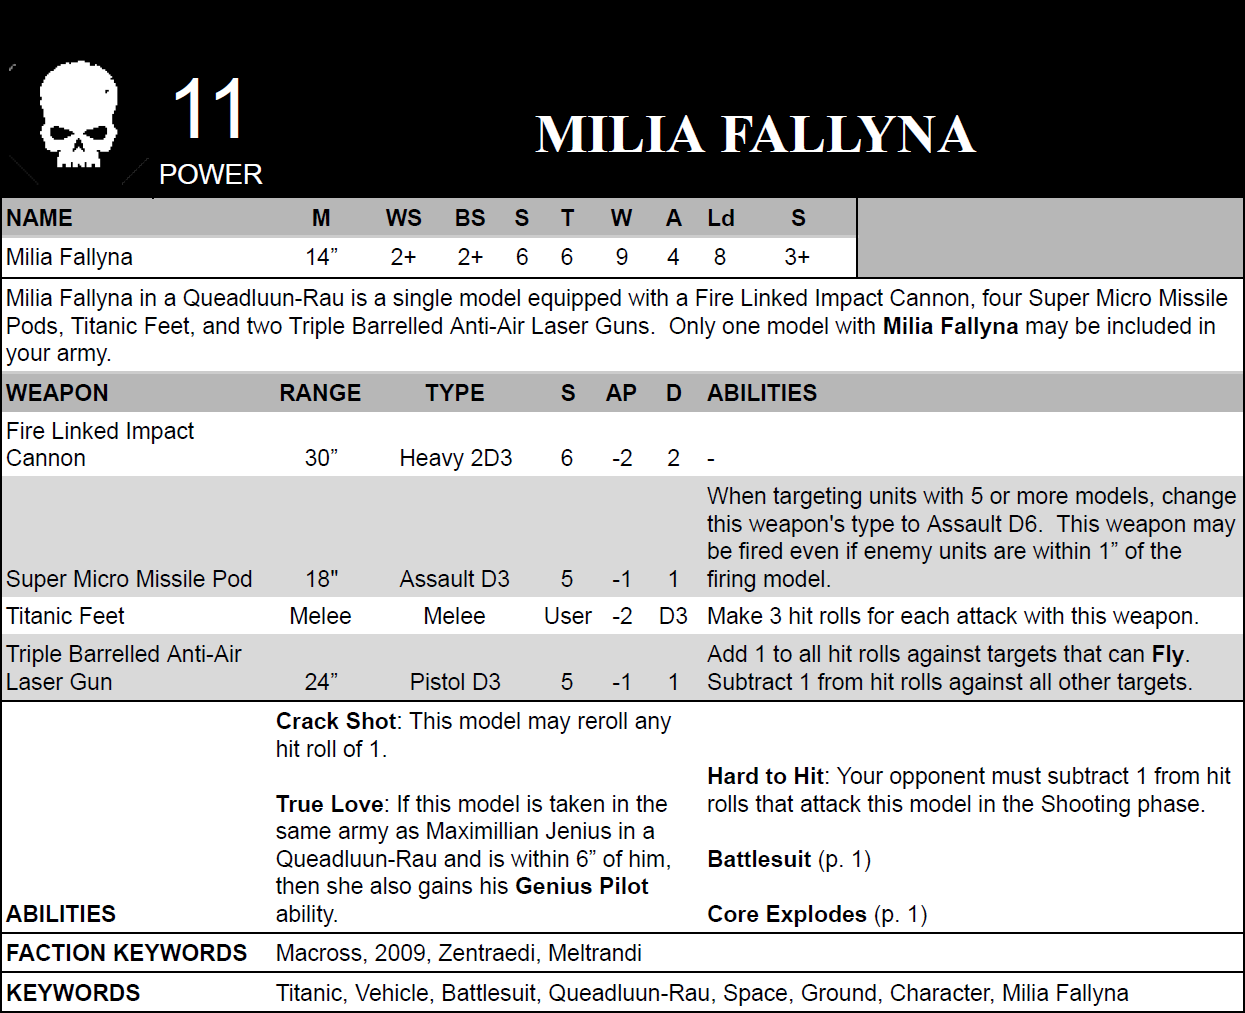 11
POWER
MILIA FALLYNA
NAME M WS BS S T W A Ld S
Milia Fallyna 14” 2+ 2+ 6 6 9 4 8 3+
Milia Fallyna in a Queadluun-Rau is a single model equipped with a Fire Linked Impact Cannon, four Super Micro Missile
Pods, Titanic Feet, and two Triple Barrelled Anti-Air Laser Guns.  Only one model with Milia Fallyna may be included in
your army.
WEAPON RANGE TYPE S AP D ABILITIES
Fire Linked Impact
Cannon 30” Heavy 2D3 6 -2 2 -
When targeting units with 5 or more models, change
this weapon's type to Assault D6.  This weapon may
be fired even if enemy units are within 1” of the
Super Micro Missile Pod 18" Assault D3 5 -1 1 firing model.
Titanic Feet Melee Melee User -2 D3 Make 3 hit rolls for each attack with this weapon.
Triple Barrelled Anti-Air Add 1 to all hit rolls against targets that can Fly.
Laser Gun 24” Pistol D3 5 -1 1 Subtract 1 from hit rolls against all other targets.
ABILITIES
Crack Shot: This model may reroll any
hit roll of 1.
True Love: If this model is taken in the
same army as Maximillian Jenius in a
Queadluun-Rau and is within 6” of him,
then she also gains his Genius Pilot
ability.
Hard to Hit: Your opponent must subtract 1 from hit
rolls that attack this model in the Shooting phase.
Battlesuit (p. 1)
Core Explodes (p. 1)
FACTION KEYWORDS Macross, 2009, Zentraedi, Meltrandi
KEYWORDS Titanic, Vehicle, Battlesuit, Queadluun-Rau, Space, Ground, Character, Milia Fallyna